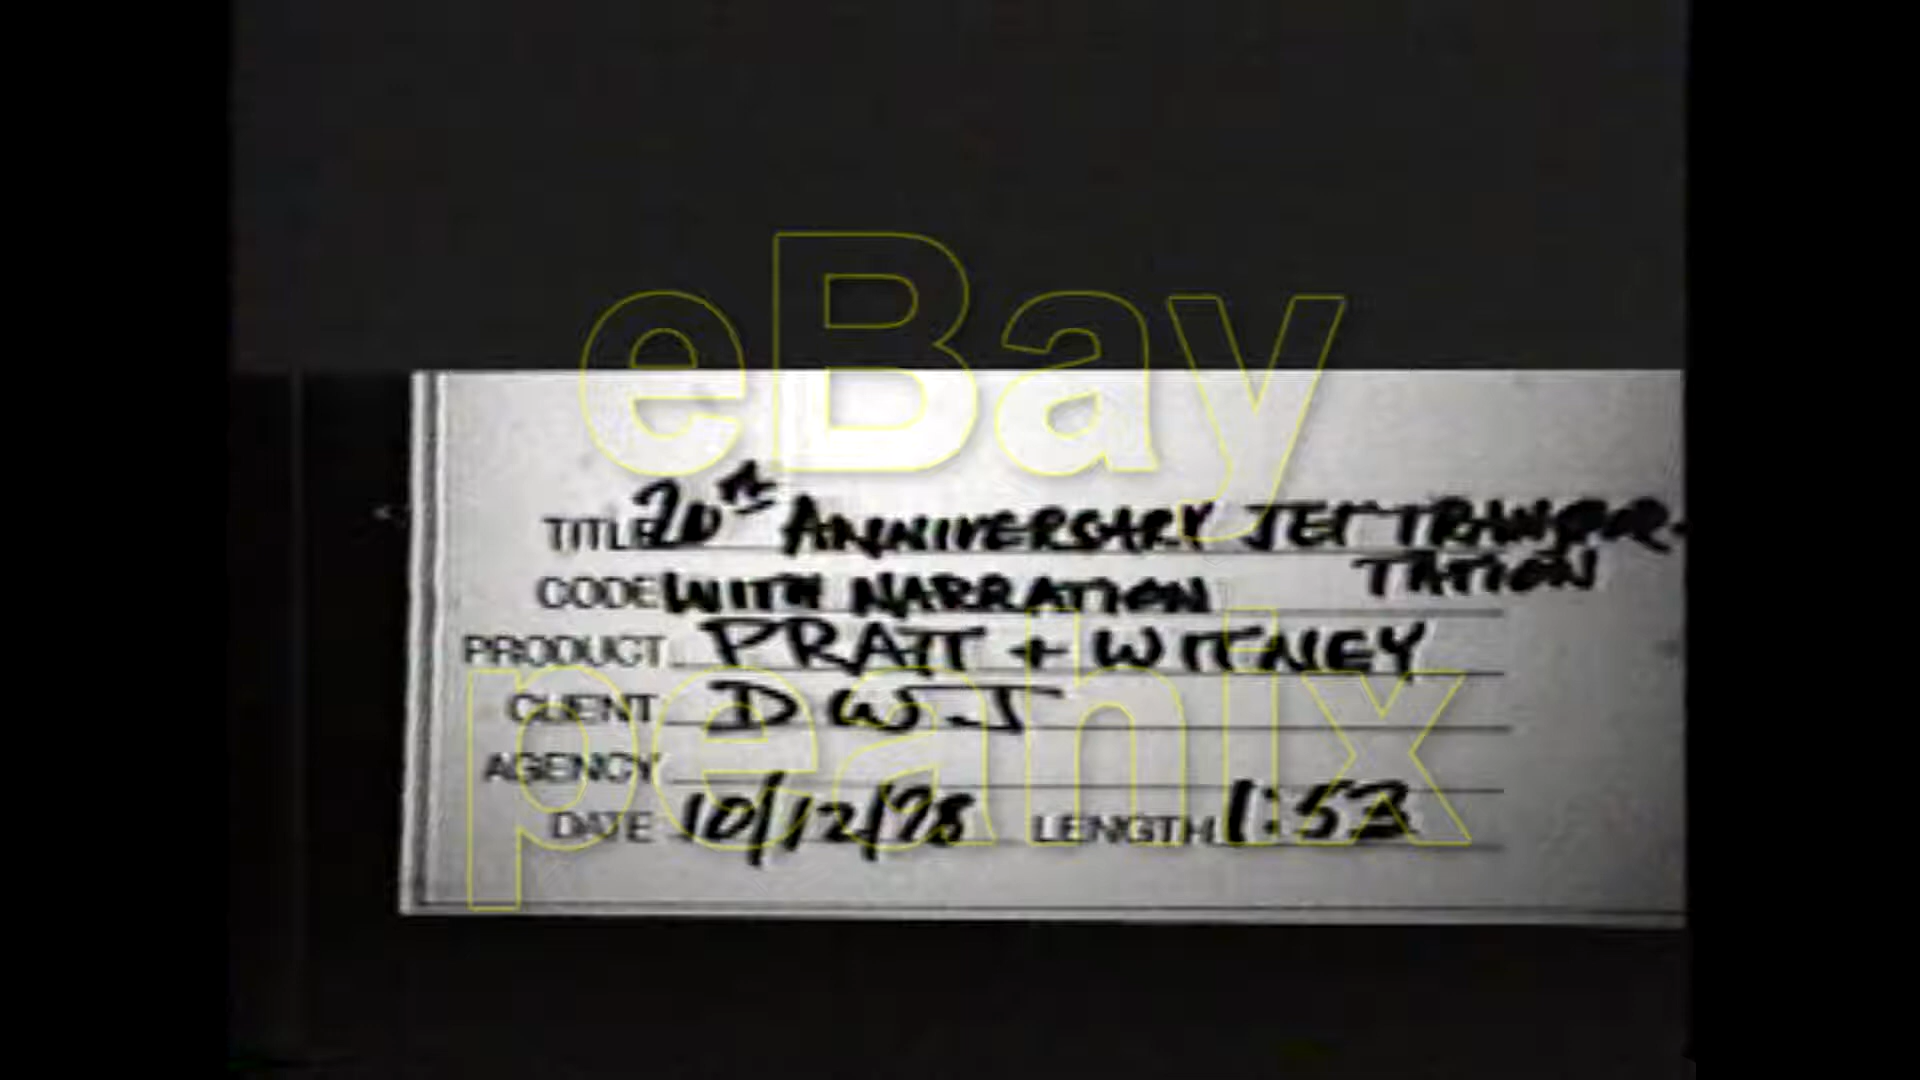 eBay
TITLE 20th ANNIVERSARY JET TRANSPOR-
TATION
CODE WITH NARRATION
PRODUCT PRATT + WITNEY
peahix
CLIENT DWJ
AGENCY
DATE 10/12/78 LENGTH 1:53